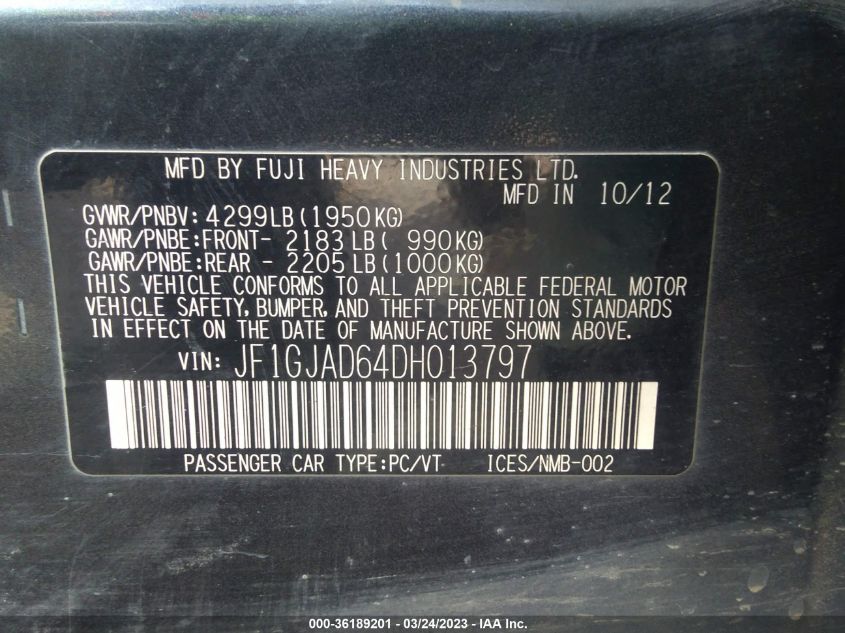 MFD BY FUJI HEAVY INDUSTRIES LTD.
MFD IN 10/12
GVWR/PNBV: 4299LB(1950KG)
GAWR/PNBE:FRONT- 2183LB( 990KG)
GAWR/PNBE:REAR - 2205LB(1000KG)
THIS VEHICLE CONFORMS TO ALL APPLICABLE FEDERAL MOTOR
VEHICLE SAFETY, BUMPER, AND THEFT PREVENTION STANDARDS
IN EFFECT ON THE DATE OF MANUFACTURE SHOWN ABOVE.
VIN: JF1GJAD64DH013797
PASSENGER CAR TYPE:PC/VT ICES/NMB-002
000-36189201 - 03/24/2023 - IAA Inc.